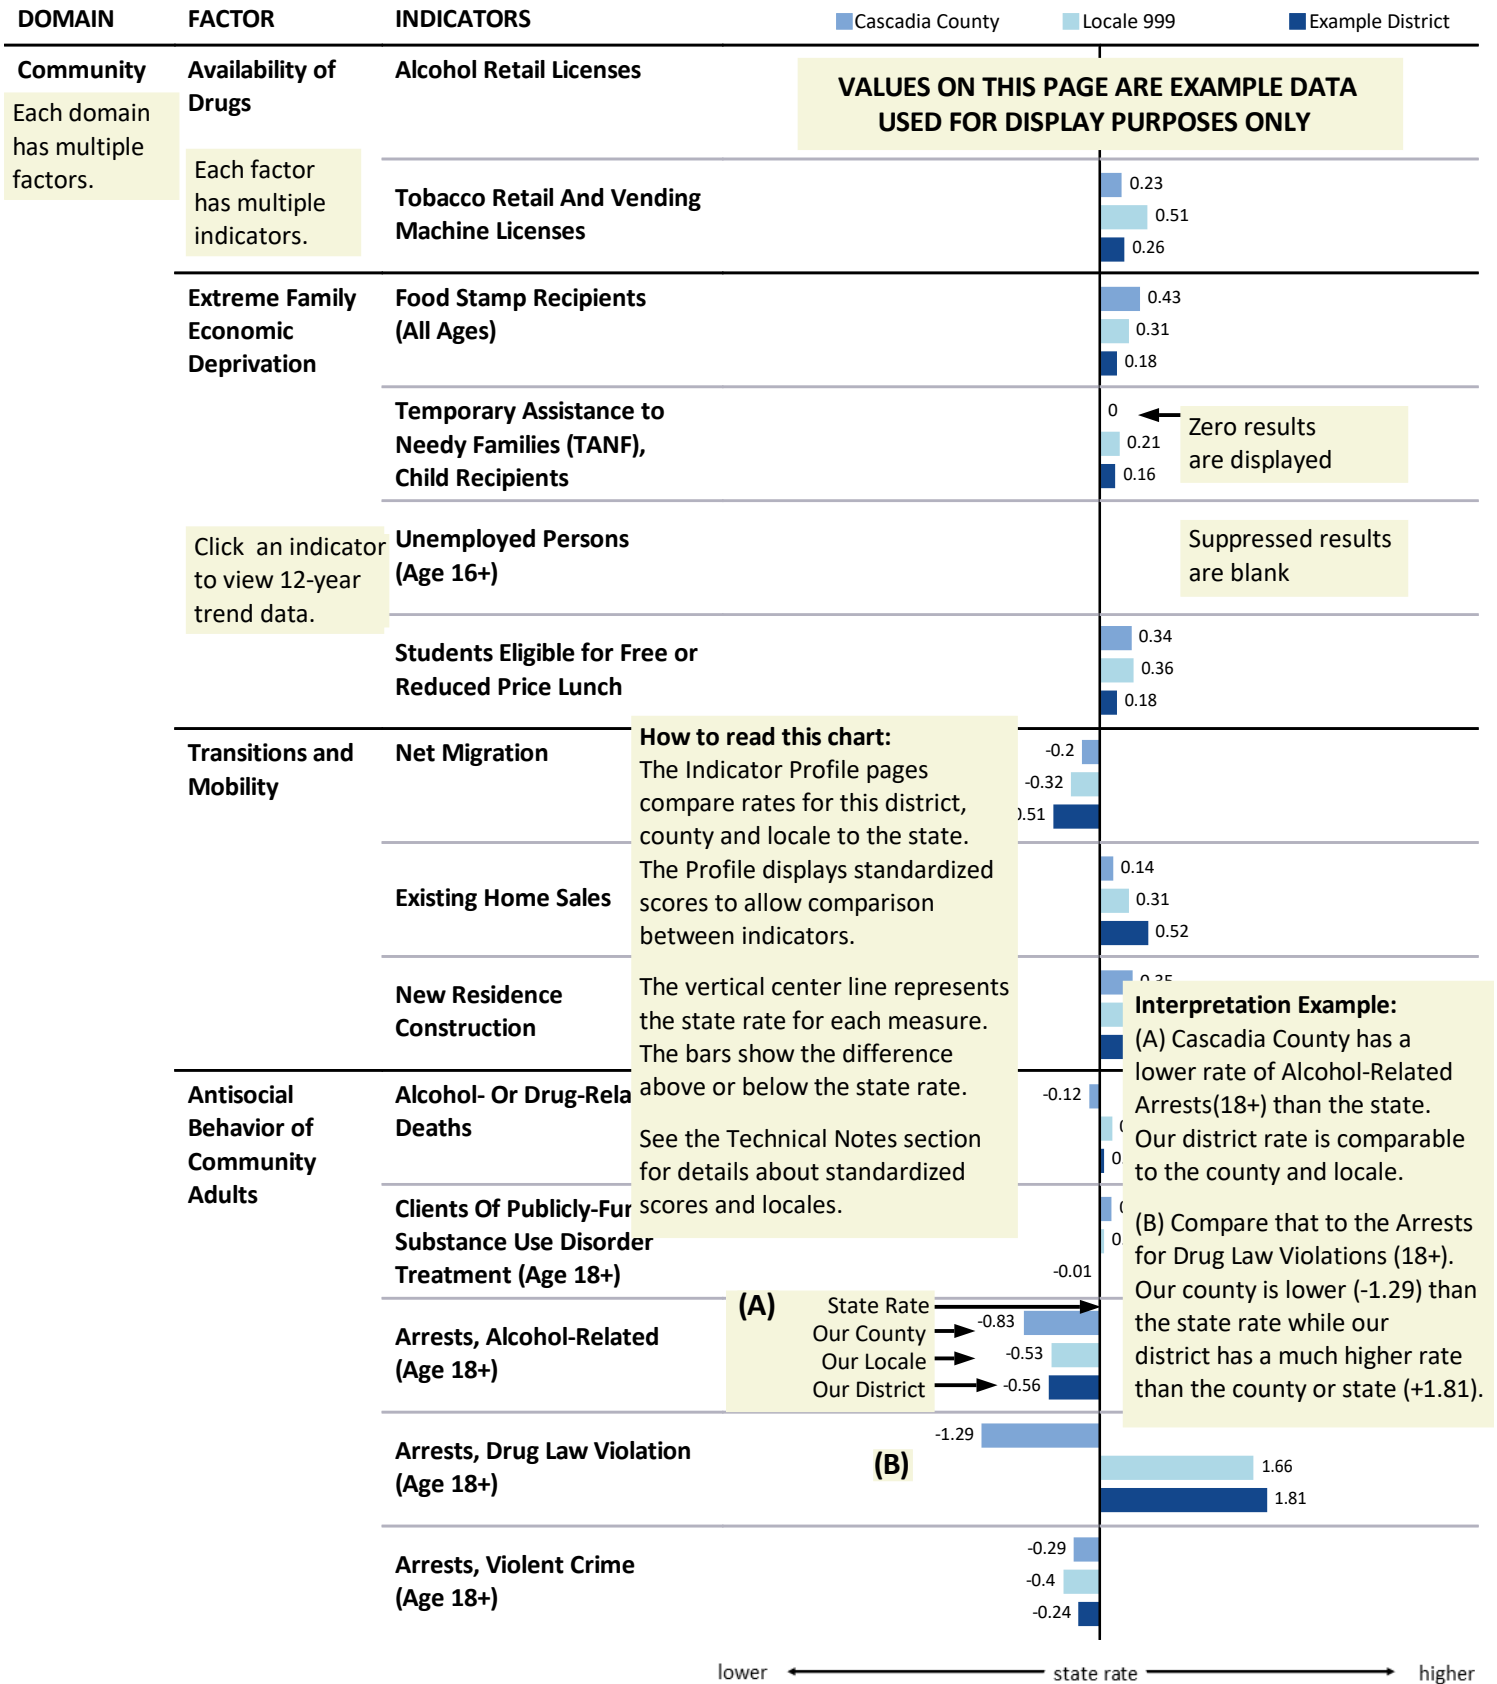 DOMAIN FACTOR INDICATORS Cascadia County Locale 999 Example District
Community
Each domain
has multiple
factors.
Availability of
Drugs
Each factor
has multiple
indicators.
Alcohol Retail Licenses
VALUES ON THIS PAGE ARE EXAMPLE DATA
USED FOR DISPLAY PURPOSES ONLY
Tobacco Retail And Vending
Machine Licenses
0.23
0.51
0.26
Extreme Family
Economic
Deprivation
Food Stamp Recipients
(All Ages)
0.43
0.31
0.18
Temporary Assistance to
Needy Families (TANF),
Child Recipients
0
0.21
0.16
Zero results
are displayed
Click an indicator
to view 12-year
trend data.
Unemployed Persons
(Age 16+)
Suppressed results
are blank
Students Eligible for Free or
Reduced Price Lunch
0.34
0.36
0.18
Transitions and
Mobility
Net Migration
-0.2
-0.32
.51
How to read this chart:
The Indicator Profile pages
compare rates for this district,
county and locale to the state.
The Profile displays standardized
scores to allow comparison
between indicators.
The vertical center line represents
the state rate for each measure.
The bars show the difference
above or below the state rate.
See the Technical Notes section
for details about standardized
scores and locales.
Existing Home Sales
0.14
0.31
0.52
New Residence
Construction
Interpretation Example:
(A) Cascadia County has a
lower rate of Alcohol-Related
Arrests(18+) than the state.
Our district rate is comparable
to the county and locale.
(B) Compare that to the Arrests
for Drug Law Violations (18+).
Our county is lower (-1.29) than
the state rate while our
district has a much higher rate
than the county or state (+1.81).
Antisocial
Behavior of
Community
Adults
Alcohol- Or Drug-Rela
Deaths
-0.12
Clients Of Publicly-Fur
Substance Use Disorder
Treatment (Age 18+)
-0.01
Arrests, Alcohol-Related
(Age 18+)
(A) State Rate
Our County -0.83
Our Locale -0.53
Our District -0.56
Arrests, Drug Law Violation
(Age 18+)
(B)
-1.29
1.66
1.81
Arrests, Violent Crime
(Age 18+)
-0.29
-0.4
-0.24
lower state rate higher